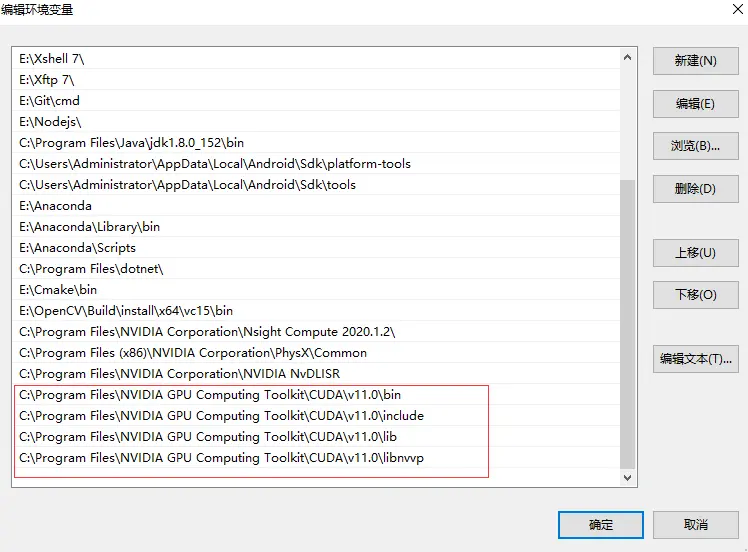 编辑环境变量
E:\Xshell 7\
新建(N)
E:\Xftp 7\
E:\Git\cmd
编辑(E)
E:\Nodejs\
C:\Program Files\Java\jdk1.8.0_152\bin
浏览(B)...
C:\Users\Administrator\AppData\Local\Android\Sdk\platform-tools
C:\Users\Administrator\AppData\Local\Android\Sdk\tools
删除(D)
E:\Anaconda
E:\Anaconda\Library\bin
E:\Anaconda\Scripts
上移(U)
C:\Program Files\dotnet\
E:\Cmake\bin
下移(O)
E:\OpenCV\Build\install\x64\vc15\bin
C:\Program Files\NVIDIA Corporation\Nsight Compute 2020.1.2\
C:\Program Files (x86)\NVIDIA Corporation\PhysX\Common
编辑文本(T)...
C:\Program Files\NVIDIA Corporation\NVIDIA NvDLISR
C:\Program Files\NVIDIA GPU Computing Toolkit\CUDA\v11.0\bin
C:\Program Files\NVIDIA GPU Computing Toolkit\CUDA\v11.0\include
C:\Program Files\NVIDIA GPU Computing Toolkit\CUDA\v11.0\lib
C:\Program Files\NVIDIA GPU Computing Toolkit\CUDA\v11.0\libnvvp
确定
取消